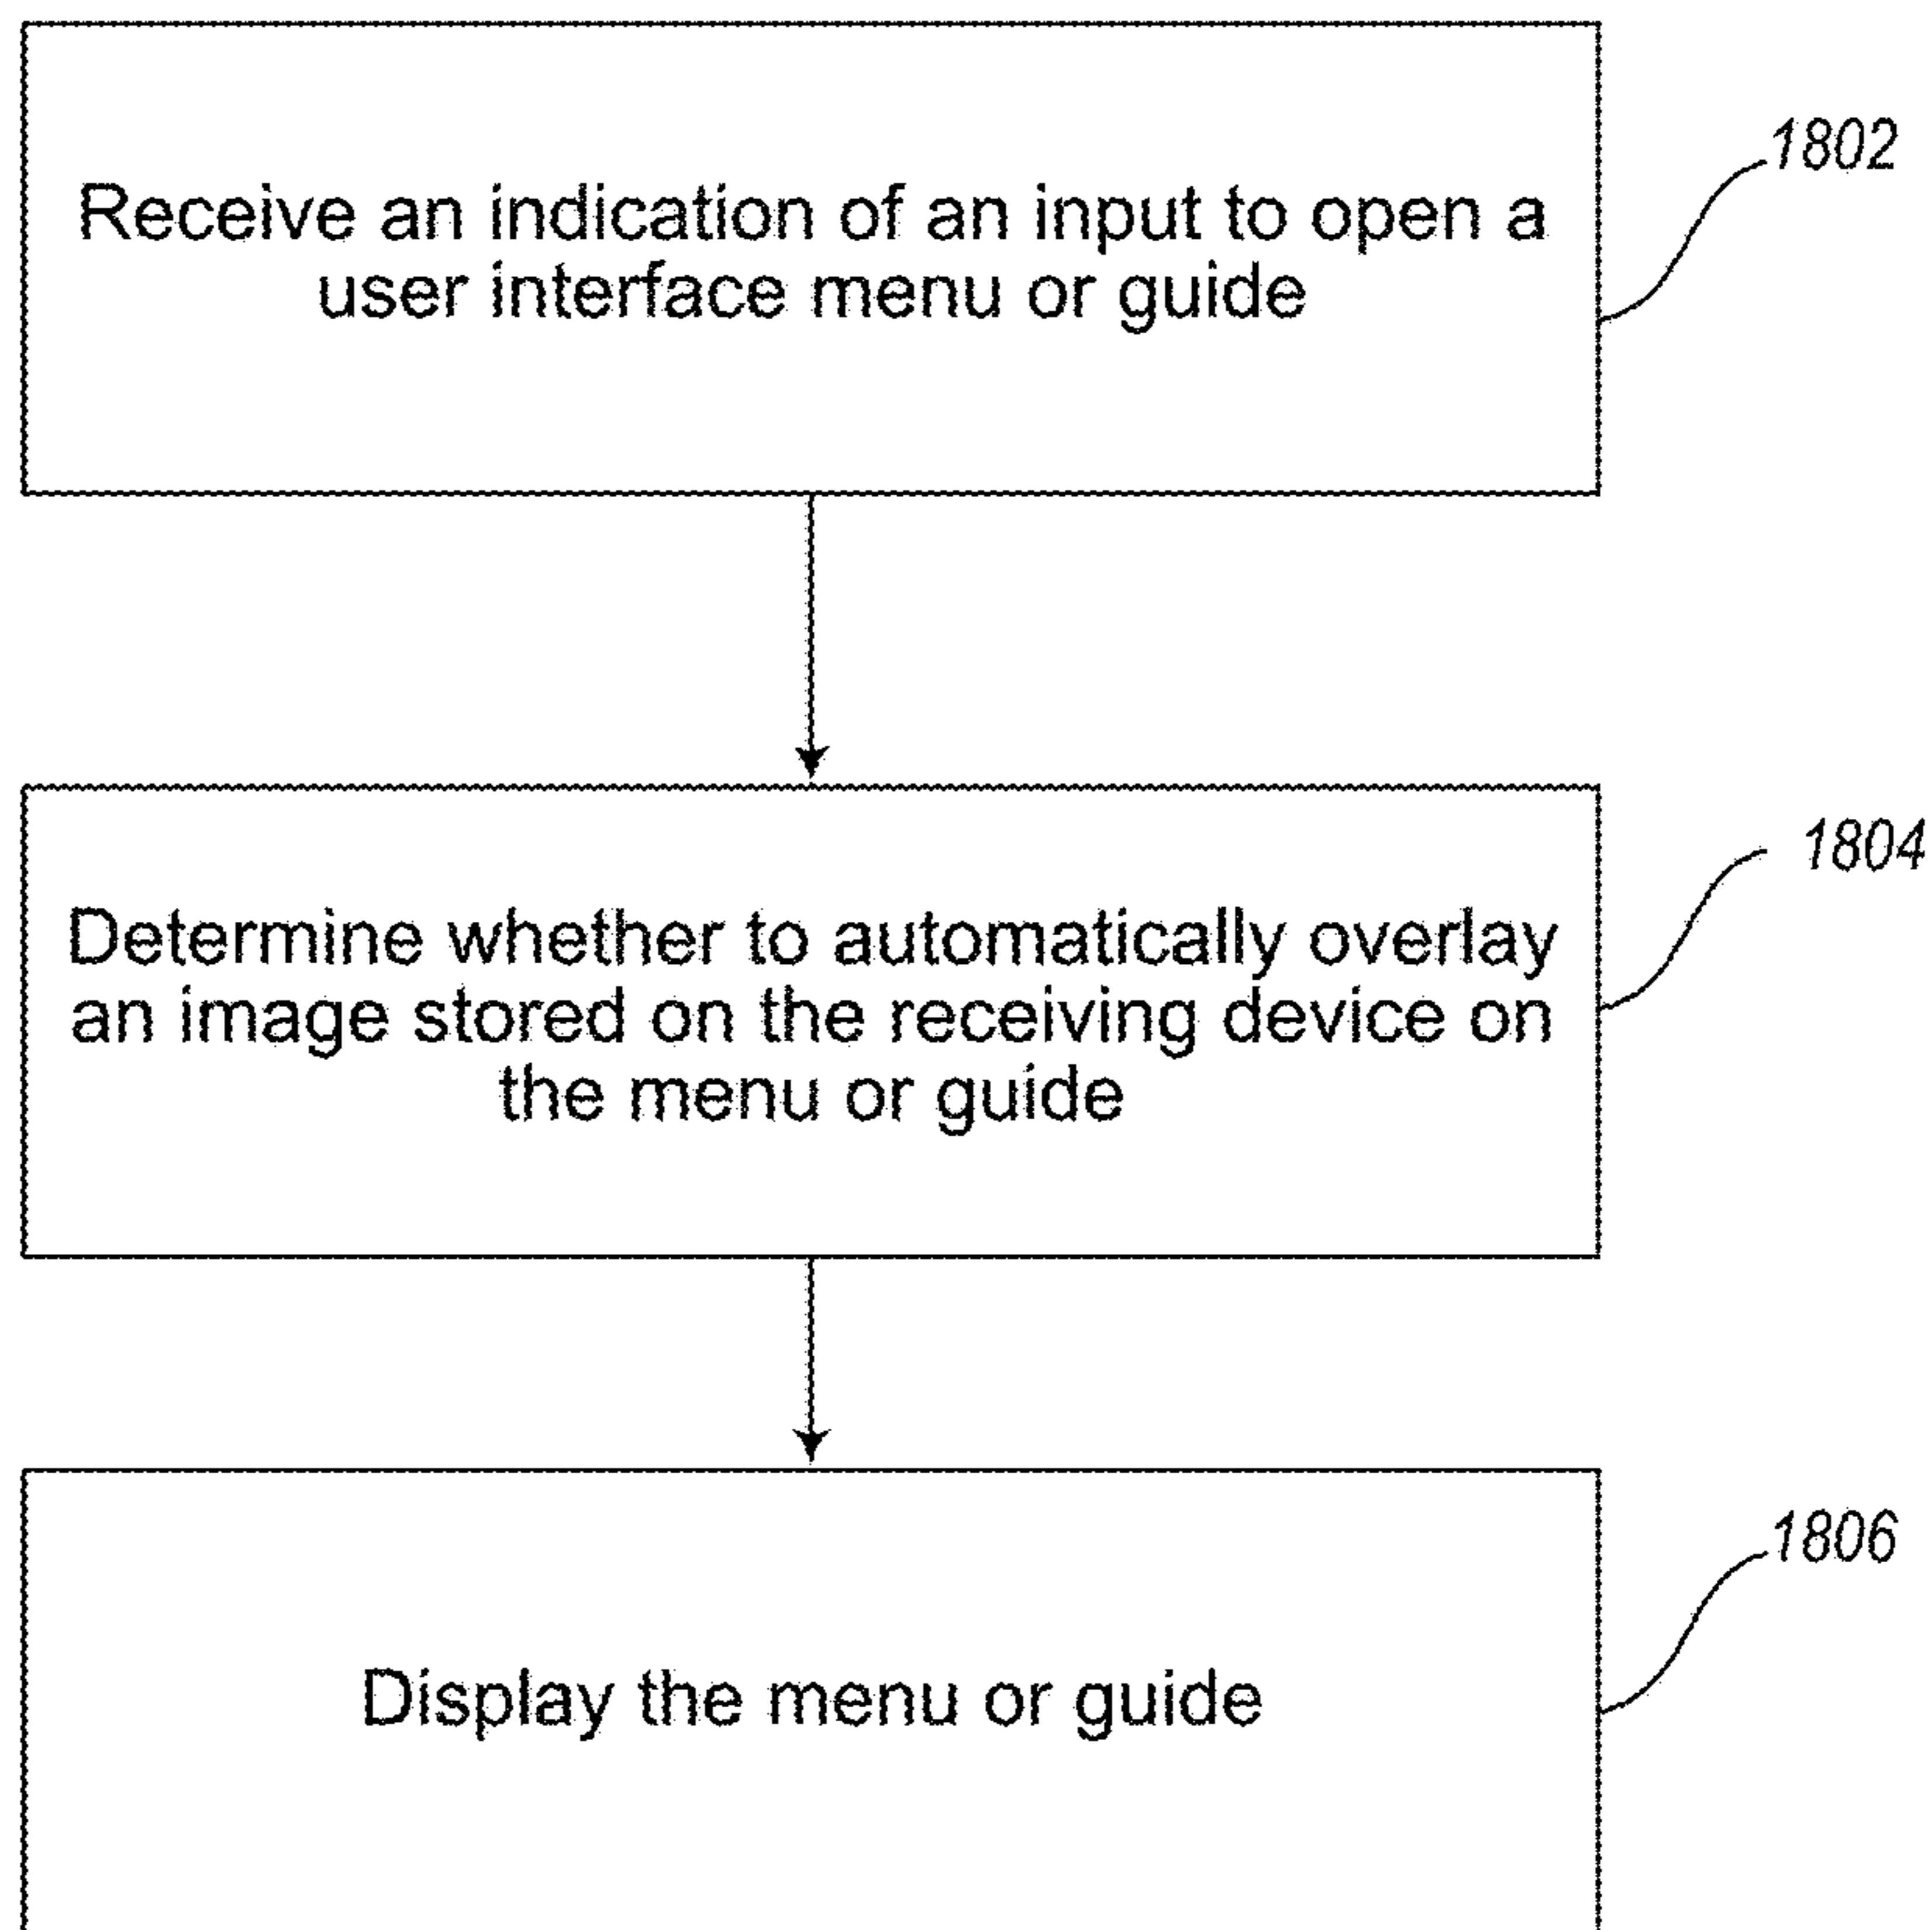 Receive an indication of an input to open a
user interface menu or guide
1802
Determine whether to automatically overlay
an image stored on the receiving device on
the menu or guide
1804
Display the menu or guide
1806